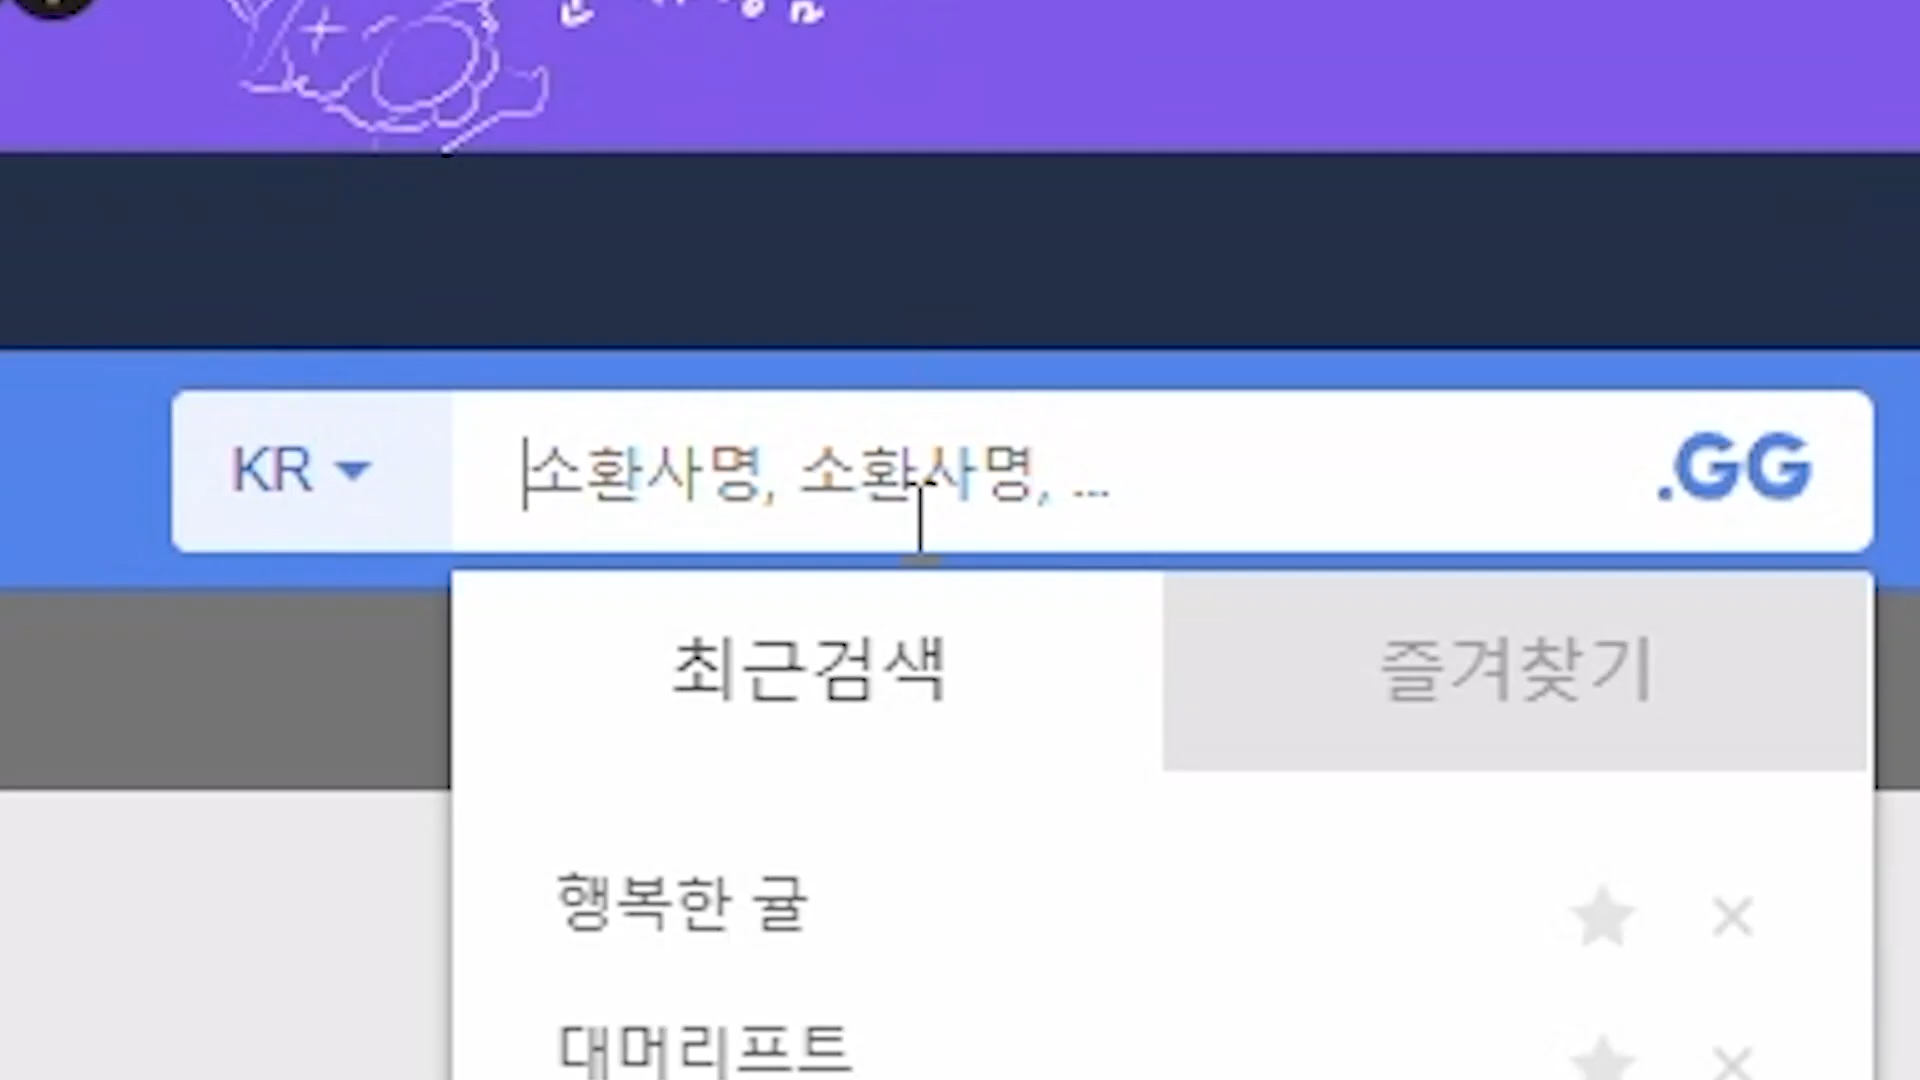 KR
소환사명, 소환사명, ...
.GG
최근검색
즐겨찾기
행복한 귤
대머리프트